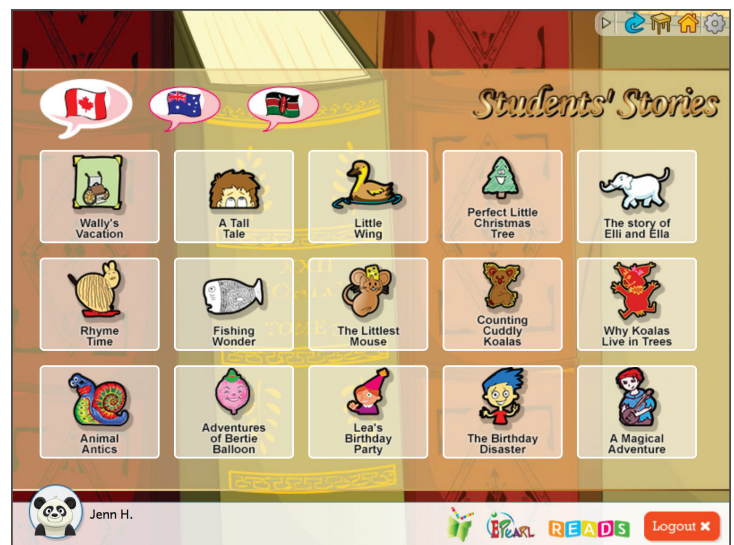 Students' Stories
Wally's
Vacation
A Tall
Tale
Little
Wing
Perfect Little
Christmas
Tree
The story of
Elli and Ella
Rhyme
Time
Fishing
Wonder
The Littlest
Mouse
Counting
Cuddly
Koalas
Why Koalas
Live in Trees
Animal
Antics
Adventures
of Bertie
Balloon
Lea's
Birthday
Party
The Birthday
Disaster
A Magical
Adventure
Jenn H.
EPEARL
READS
Logout ✖